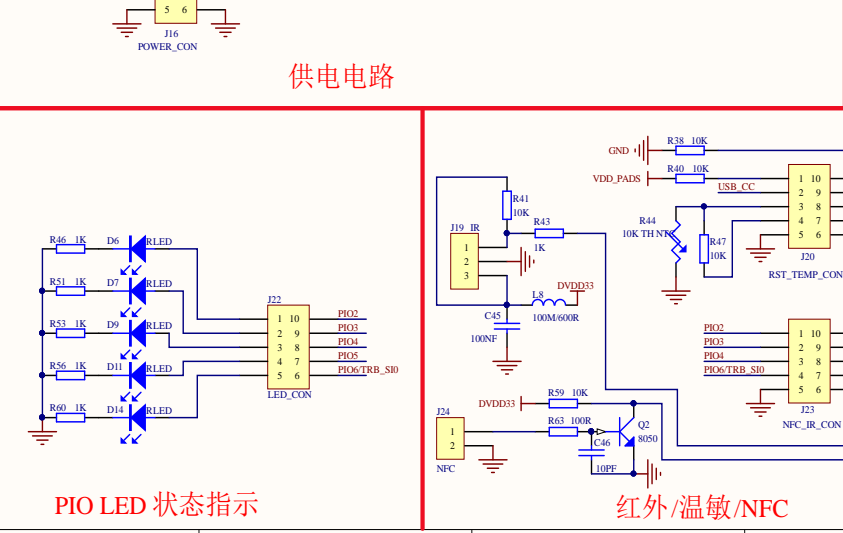 5 6
J16
POWER_CON
供电电路
R46 1K D6 RLED
R51 1K D7 RLED
R53 1K D9 RLED
R56 1K D11 RLED
R60 1K D14 RLED
J22
1 10
2 9
3 8
4 7
5 6
LED_CON
PIO2
PIO3
PIO4
PIO5
PIO6/TRB_SI0
PIO LED 状态指示
GND
R38 10K
VDD_PADS
R40 10K
USB_CC
R41
10K
J19 IR
1
2
3
R43
1K
R44
10K TH NT
R47
10K
1 10
2 9
3 8
4 7
5 6
J20
RST_TEMP_CON
DVDD33
L8
100M/600R
C45
100NF
PIO2
PIO3
PIO4
PIO6/TRB_SI0
1 10
2 9
3 8
4 7
5 6
J23
NFC_IR_CON
DVDD33
R59 10K
J24
1
2
NFC
R63 100R
Q2
8050
C46
10PF
红外/温敏/NFC